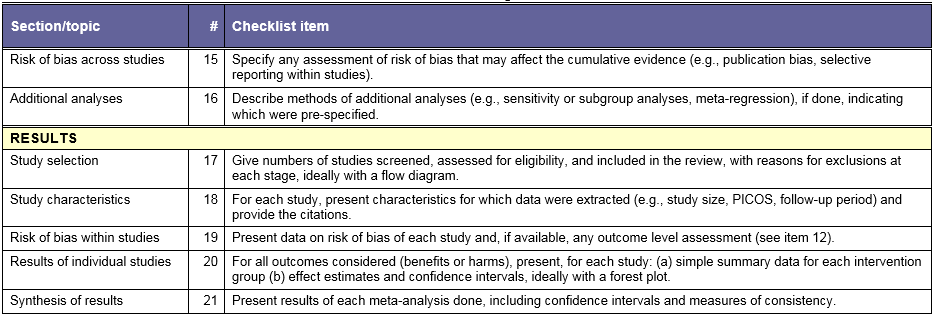 Section/topic # Checklist item
Risk of bias across studies 15 Specify any assessment of risk of bias that may affect the cumulative evidence (e.g., publication bias, selective
reporting within studies).
Additional analyses 16 Describe methods of additional analyses (e.g., sensitivity or subgroup analyses, meta-regression), if done, indicating
which were pre-specified.
RESULTS
Study selection 17 Give numbers of studies screened, assessed for eligibility, and included in the review, with reasons for exclusions at
each stage, ideally with a flow diagram.
Study characteristics 18 For each study, present characteristics for which data were extracted (e.g., study size, PICOS, follow-up period) and
provide the citations.
Risk of bias within studies 19 Present data on risk of bias of each study and, if available, any outcome level assessment (see item 12).
Results of individual studies 20 For all outcomes considered (benefits or harms), present, for each study: (a) simple summary data for each intervention
group (b) effect estimates and confidence intervals, ideally with a forest plot.
Synthesis of results 21 Present results of each meta-analysis done, including confidence intervals and measures of consistency.